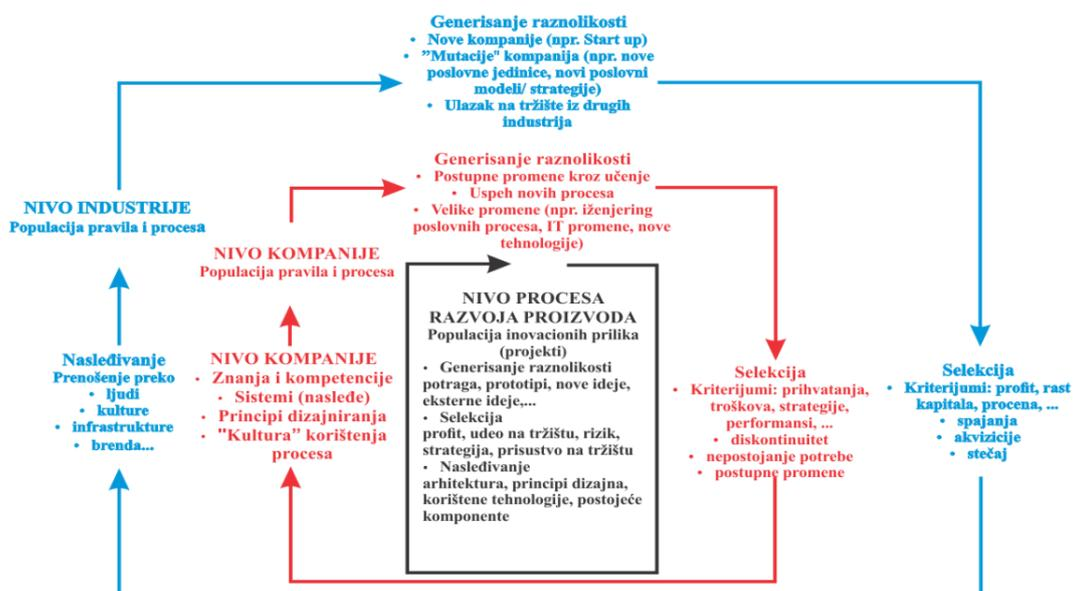 Generisanje raznolikosti
• Nove kompanije (npr. Start up)
• ”Mutacije" kompanija (npr. nove
poslovne jedinice, novi poslovni
modeli/ strategije)
• Ulazak na tržište iz drugih
industrija
Generisanje raznolikosti
• Postupne promene kroz učenje
• Uspeh novih procesa
• Velike promene (npr. iženjering
poslovnih procesa, IT promene, nove
tehnologije)
NIVO INDUSTRIJE
Populacija pravila i procesa
NIVO KOMPANIJE
Populacija pravila i procesa
NIVO PROCESA
RAZVOJA PROIZVODA
Populacija inovacionih prilika
(projekti)
• Generisanje raznolikosti
potraga, prototipi, nove ideje,
eksterne ideje,...
• Selekcija
profit, udeo na tržištu, rizik,
strategija, prisustvo na tržištu
• Nasleđivanje
arhitektura, principi dizajna,
korištene tehnologije, postojeće
komponente
Nasleđivanje
Prenošenje preko
• ljudi
• kulture
• infrastrukture
• brenda...
NIVO KOMPANIJE
• Znanja i kompetencije
• Sistemi (nasleđe)
• Principi dizajniranja
• "Kultura” korištenja
procesa
Selekcija
• Kriterijumi: prihvatanja,
troškova, strategije,
performansi, ...
• diskontinuitet
• nepostojanje potrebe
• postupne promene
Selekcija
• Kriterijumi: profit, rast
kapitala, procena, ...
• spajanja
• akvizicije
• stečaj